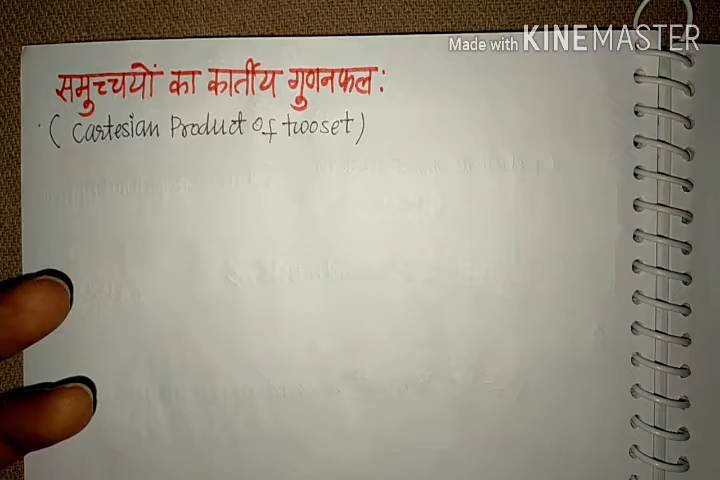 Made with KINEMASTER
समुच्चयों का कार्तीय गुणनफल:
( Cartesian Product of twoset)